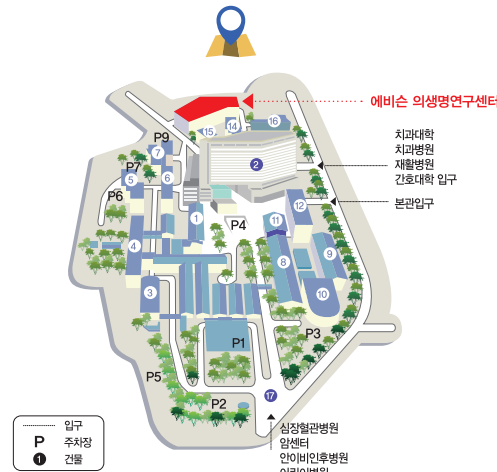 에비슨 의생명연구센터
치과대학
치과병원
재활병원
간호대학 입구
본관입구
16
14
15
P9
7
2
P7
5
6
P6
12
1
11
P4
4
8
9
3
10
P1
P3
P5
17
P2
심장혈관병원
암센터
안이비인후병원
입구
P 주차장
1 건물